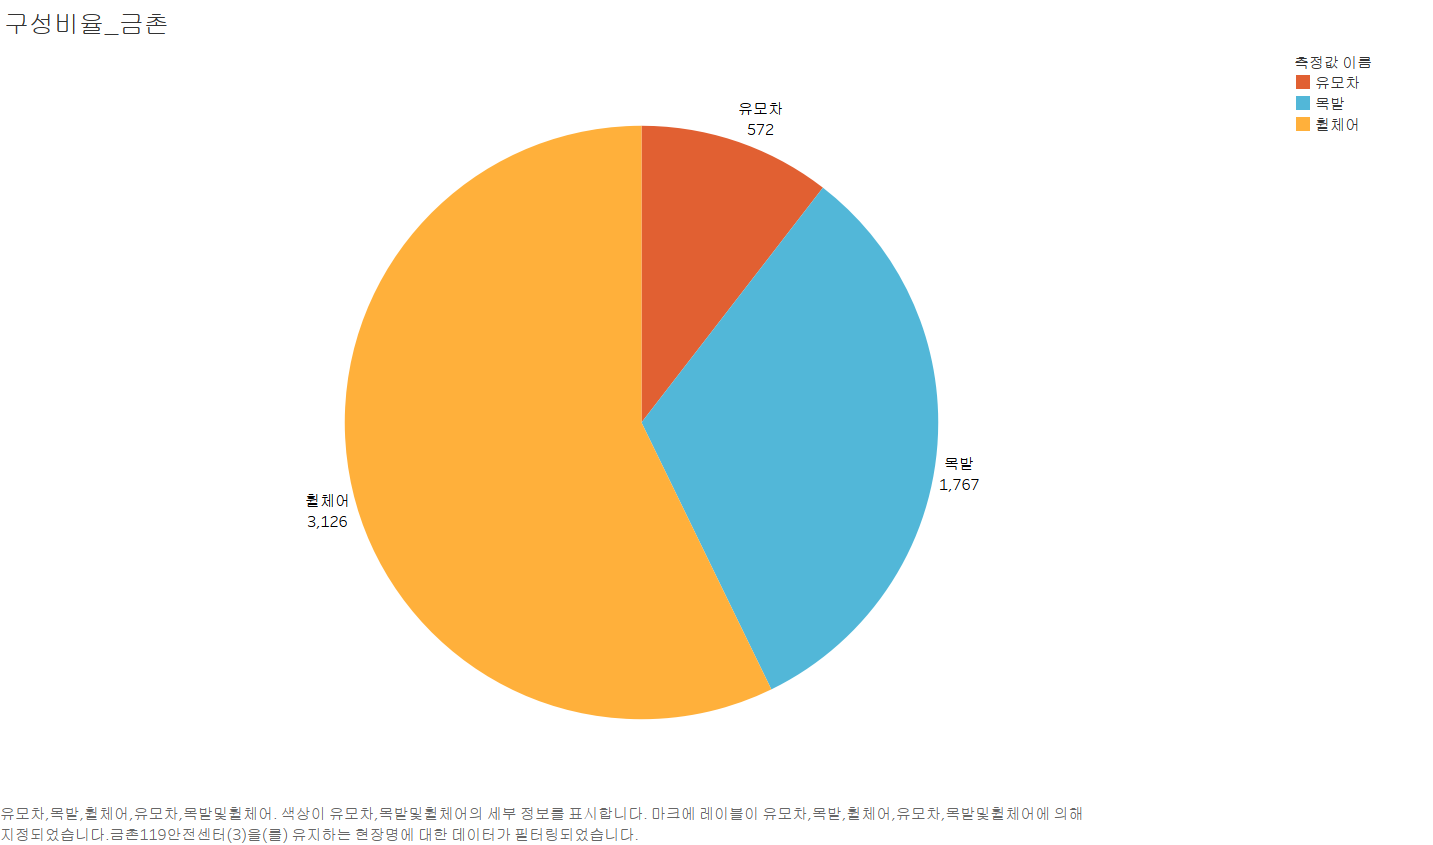 구성비율_금촌
측정값 이름
유모차
목발
휠체어
유모차
572
목발
1,767
휠체어
3,126
유모차,목발,휠체어,유모차,목발및휠체어. 색상이 유모차,목발및휠체어의 세부 정보를 표시합니다. 마크에 레이블이 유모차,목발,휠체어,유모차,목발및휠체어에 의해
지정되었습니다.금촌119안전센터(3)을(를) 유지하는 현장명에 대한 데이터가 필터링되었습니다.